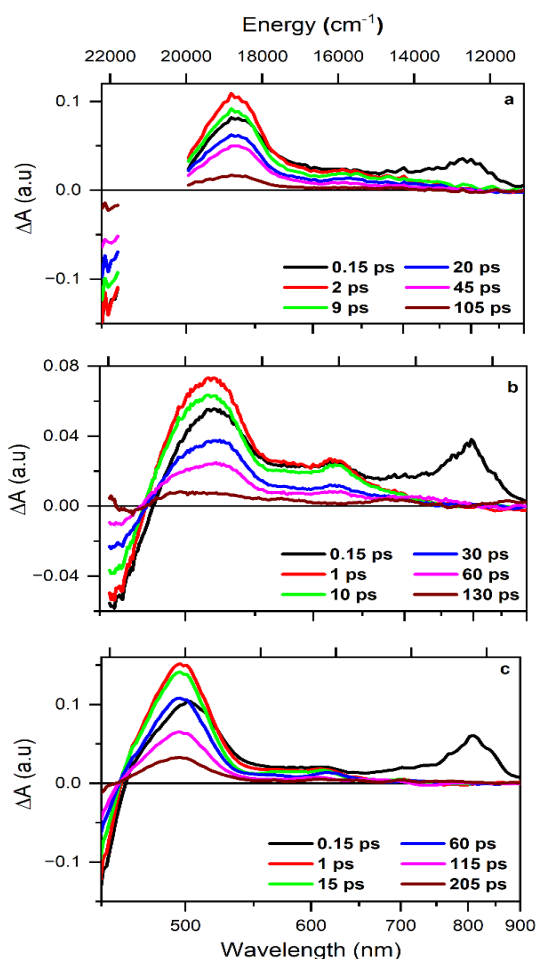 Energy (cm⁻¹)
22000 20000 18000 16000 14000 12000
a
0.1
0.0
−0.1
ΔA (a.u)
0.15 ps 20 ps
2 ps 45 ps
9 ps 105 ps
b
0.08
0.04
0.00
−0.04
ΔA (a.u)
0.15 ps 30 ps
1 ps 60 ps
10 ps 130 ps
c
0.1
0.0
−0.1
ΔA (a.u)
0.15 ps 60 ps
1 ps 115 ps
15 ps 205 ps
500 600 700 800 900
Wavelength (nm)